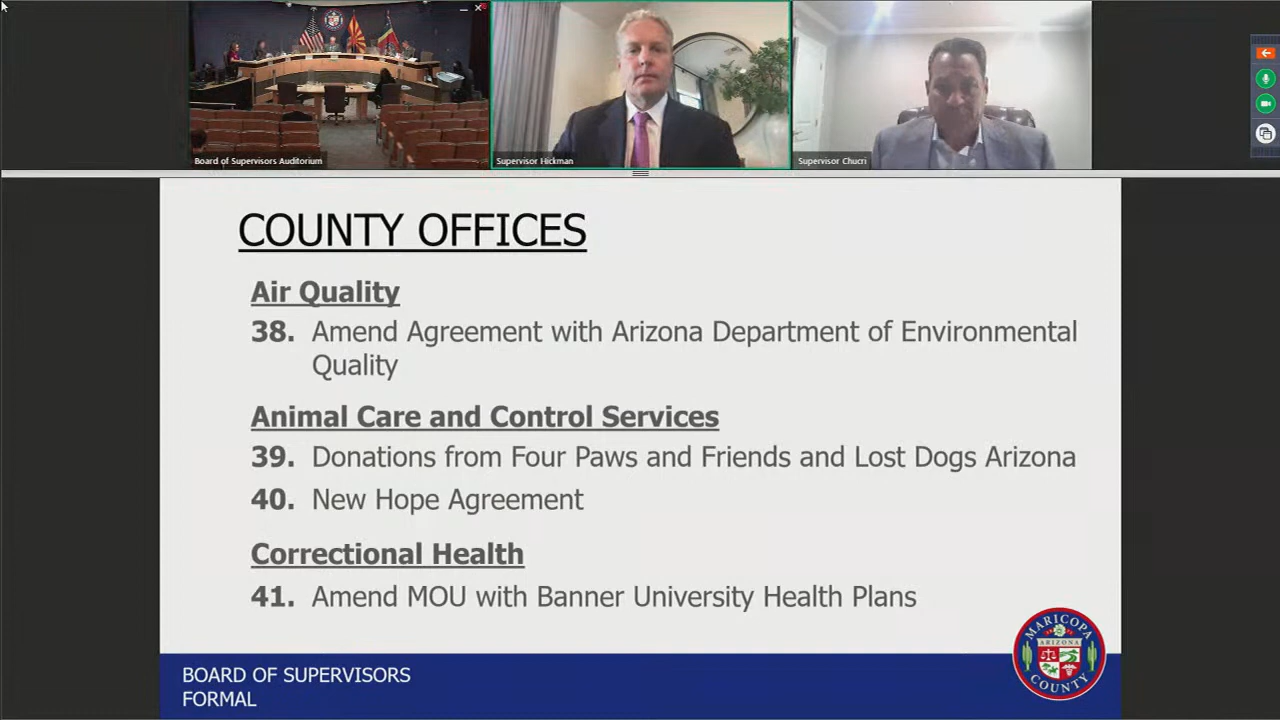 Board of Supervisors Auditorium
Supervisor Hickman
Supervisor Chucri
COUNTY OFFICES
Air Quality
38. Amend Agreement with Arizona Department of Environmental
Quality
Animal Care and Control Services
39. Donations from Four Paws and Friends and Lost Dogs Arizona
40. New Hope Agreement
Correctional Health
41. Amend MOU with Banner University Health Plans
BOARD OF SUPERVISORS
FORMAL
MARICOPA
ARIZONA
COUNTY